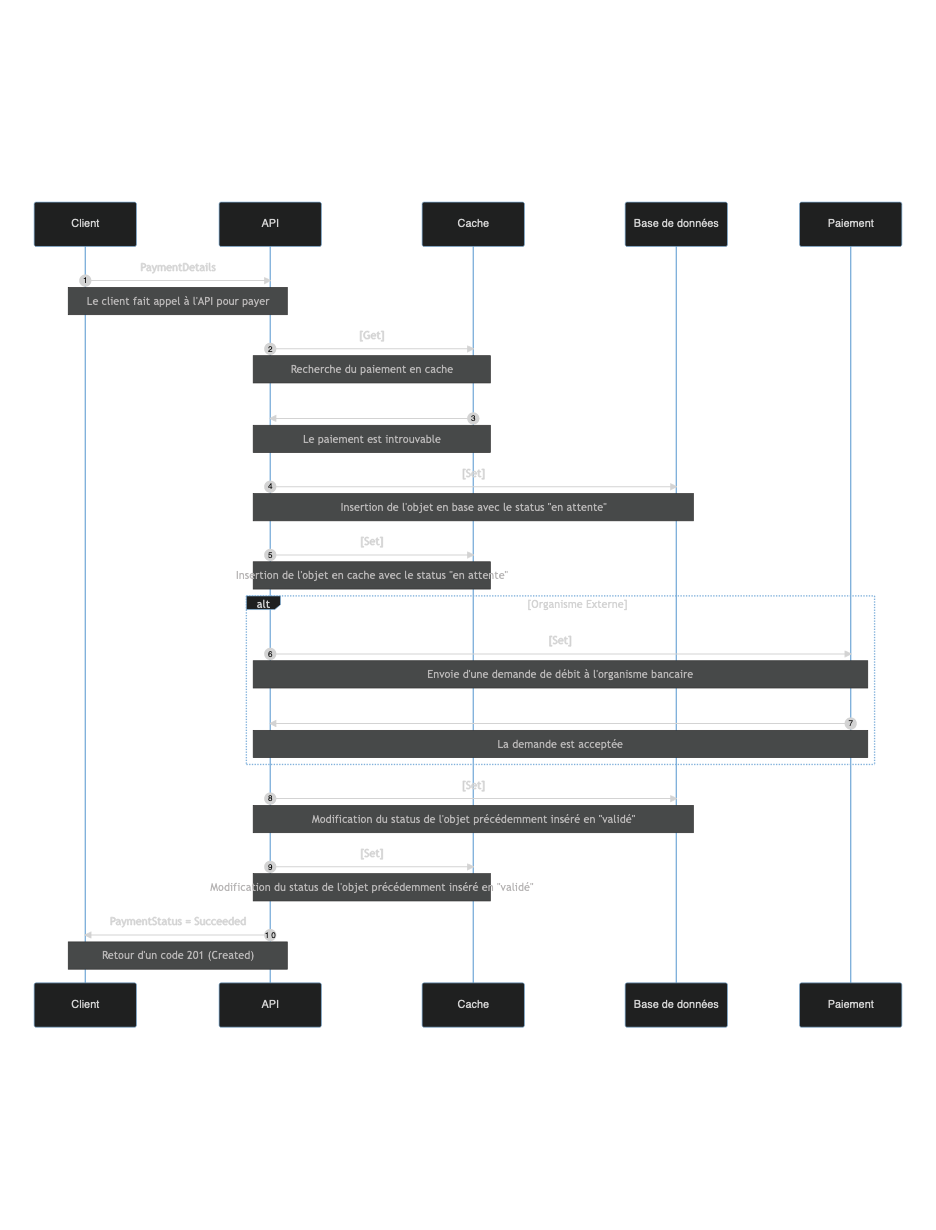 Client
API
Cache
Base de données
Paiement
PaymentDetails
1
Le client fait appel à l'API pour payer
[Get]
2
Recherche du paiement en cache
3
Le paiement est introuvable
[Set]
4
Insertion de l'objet en base avec le status "en attente"
[Set]
5
Insertion de l'objet en cache avec le status "en attente"
alt
[Organisme Externe]
[Set]
6
Envoie d'une demande de débit à l'organisme bancaire
7
La demande est acceptée
[Set]
8
Modification du status de l'objet précédemment inséré en "validé"
[Set]
9
Modification du status de l'objet précédemment inséré en "validé"
PaymentStatus = Succeeded
10
Retour d'un code 201 (Created)
Client
API
Cache
Base de données
Paiement